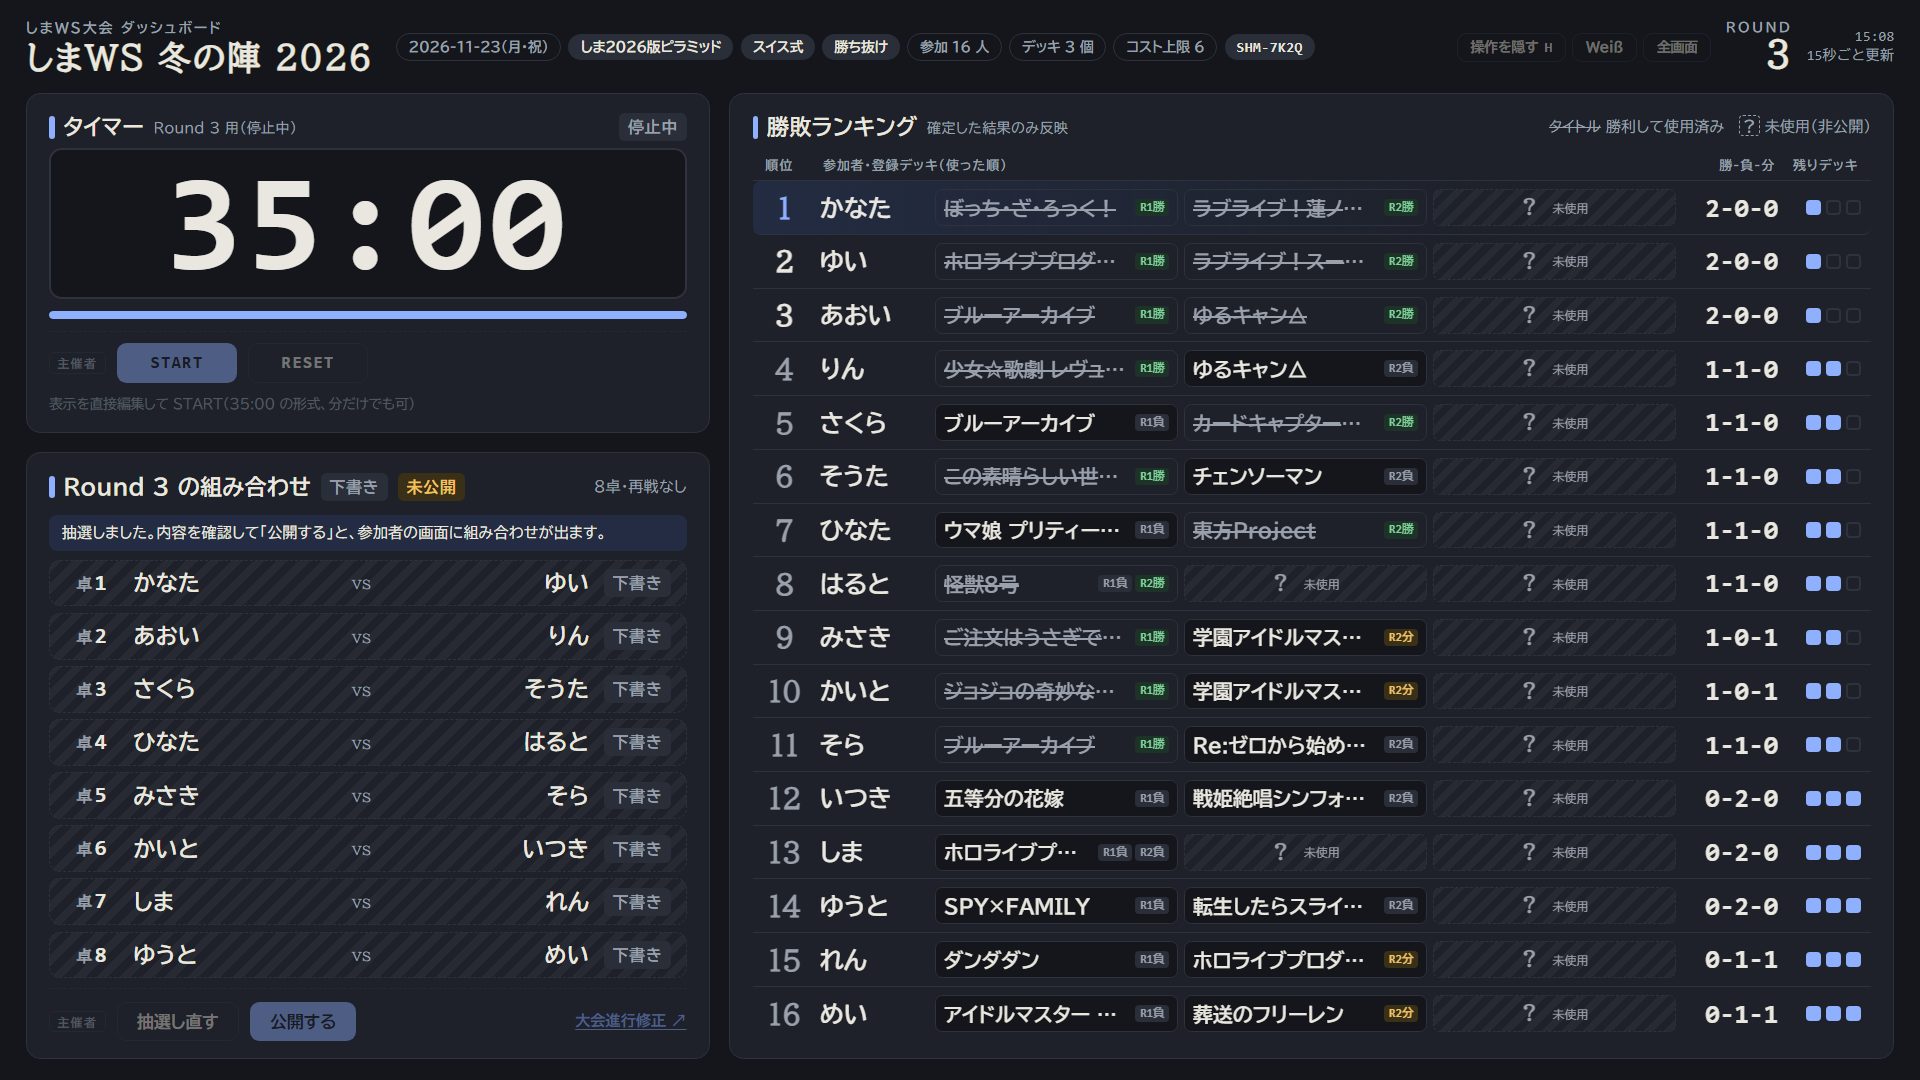 しまWS大会 ダッシュボード
しまWS 冬の陣 2026
2026-11-23(月・祝) しま2026版ピラミッド スイス式 勝ち抜け 参加 16 人 デッキ 3 個 コスト上限 6 SHM-7K2Q
操作を隠す H Weiß 全画面
ROUND
3
15:08
15秒ごと更新
タイマー Round 3 用(停止中) 停止中
35:00
主催者 START RESET
表示を直接編集して START(35:00 の形式、分だけでも可)
Round 3 の組み合わせ 下書き 未公開 8卓・再戦なし
抽選しました。内容を確認して「公開する」と、参加者の画面に組み合わせが出ます。
卓1 かなた vs ゆい 下書き
卓2 あおい vs りん 下書き
卓3 さくら vs そうた 下書き
卓4 ひなた vs はると 下書き
卓5 みさき vs そら 下書き
卓6 かいと vs いつき 下書き
卓7 しま vs れん 下書き
卓8 ゆうと vs めい 下書き
主催者 抽選し直す 公開する 大会進行修正 ↗
勝敗ランキング 確定した結果のみ反映 タイトル 勝利して使用済み ? 未使用(非公開)
順位 参加者・登録デッキ(使った順) 勝-負-分 残りデッキ
1 かなた ぼっち・ざ・ろっく! R1勝 ラブライブ!蓮ノ… R2勝 ? 未使用 2-0-0
2 ゆい ホロライブプロダ… R1勝 ラブライブ!スー… R2勝 ? 未使用 2-0-0
3 あおい ブルーアーカイブ R1勝 ゆるキャン△ R2勝 ? 未使用 2-0-0
4 りん 少女☆歌劇 レヴュ… R1勝 ゆるキャン△ R2負 ? 未使用 1-1-0
5 さくら ブルーアーカイブ R1負 カードキャプター… R2勝 ? 未使用 1-1-0
6 そうた この素晴らしい世… R1勝 チェンソーマン R2負 ? 未使用 1-1-0
7 ひなた ウマ娘 プリティー… R1負 東方Project R2勝 ? 未使用 1-1-0
8 はると 怪獣8号 R1負 R2勝 ? 未使用 ? 未使用 1-1-0
9 みさき ご注文はうさぎで… R1勝 学園アイドルマス… R2分 ? 未使用 1-0-1
10 かいと ジョジョの奇妙な… R1勝 学園アイドルマス… R2分 ? 未使用 1-0-1
11 そら ブルーアーカイブ R1勝 Re:ゼロから始め… R2負 ? 未使用 1-1-0
12 いつき 五等分の花嫁 R1負 戦姫絶唱シンフォ… R2負 ? 未使用 0-2-0
13 しま ホロライブプ… R1負 R2負 ? 未使用 ? 未使用 0-2-0
14 ゆうと SPY×FAMILY R1負 転生したらスライ… R2負 ? 未使用 0-2-0
15 れん ダンダダン R1負 ホロライブプロダ… R2分 ? 未使用 0-1-1
16 めい アイドルマスター … R1負 葬送のフリーレン R2分 ? 未使用 0-1-1